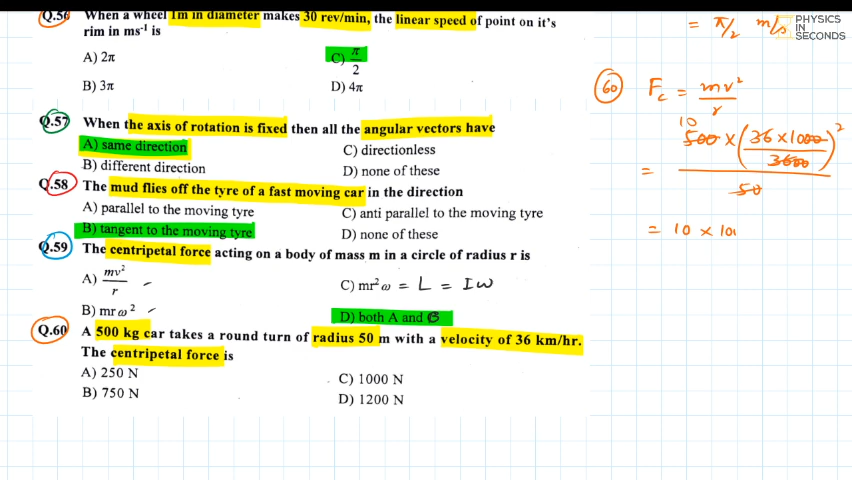 Q.56 When a wheel 1m in diameter makes 30 rev/min, the linear speed of point on it's
rim in ms⁻¹ is
A) 2π
C) π/2
B) 3π
D) 4π
Q.57 When the axis of rotation is fixed then all the angular vectors have
A) same direction
C) directionless
B) different direction
D) none of these
Q.58 The mud flies off the tyre of a fast moving car in the direction
A) parallel to the moving tyre
C) anti parallel to the moving tyre
B) tangent to the moving tyre
D) none of these
Q.59 The centripetal force acting on a body of mass m in a circle of radius r is
A) mv²/r
C) mr²ω = L = Iω
B) mrω²
D) both A and B
Q.60 A 500 kg car takes a round turn of radius 50 m with a velocity of 36 km/hr.
The centripetal force is
A) 250 N
C) 1000 N
B) 750 N
D) 1200 N
= π/2 m/s
PHYSICS
IN
SECONDS
60 Fc = mv²/r
10
= 500 × (36 × 1000/3600)²/50
= 10 × 100